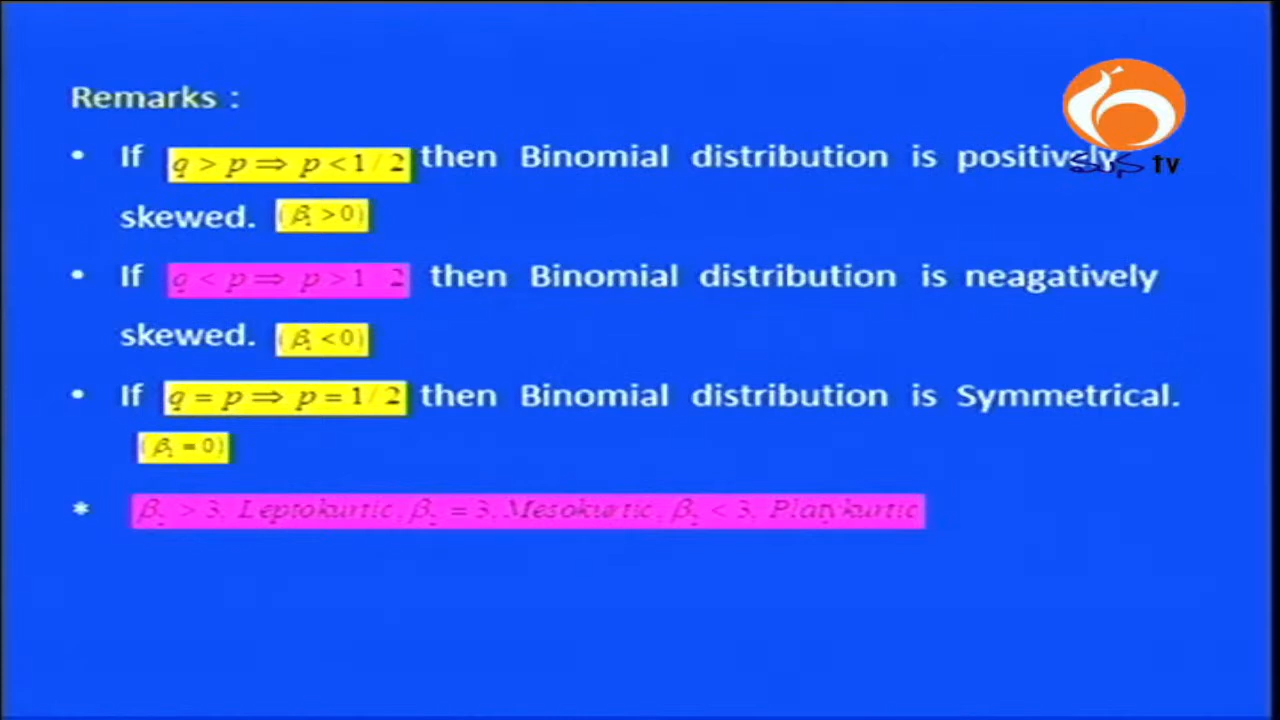 Remarks :
• If q > p ⇒ p < 1 / 2 then Binomial distribution is positively
skewed. (β₁ > 0)
• If q < p ⇒ p > 1 2 then Binomial distribution is neagatively
skewed. (β₁ < 0)
• If q = p ⇒ p = 1 / 2 then Binomial distribution is Symmetrical.
(β₁ = 0)
* β₂ > 3, Leptokurtic, β₂ = 3, Mesokurtic, β₂ < 3, Platykurtic
tv